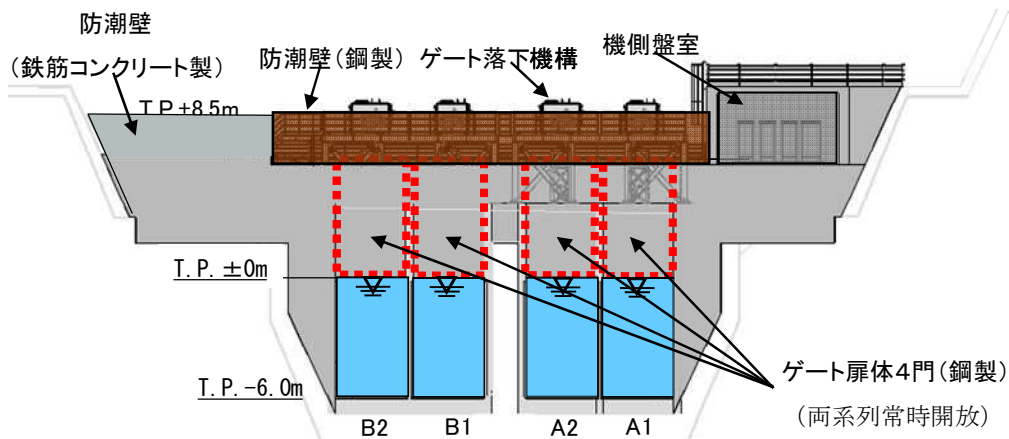 防潮壁
(鉄筋コンクリート製)
防潮壁(鋼製)
ゲート落下機構
機側盤室
T.P.+8.5m
T.P.±0m
T.P.-6.0m
ゲート扉体4門(鋼製)
(両系列常時開放)
B2
B1
A2
A1